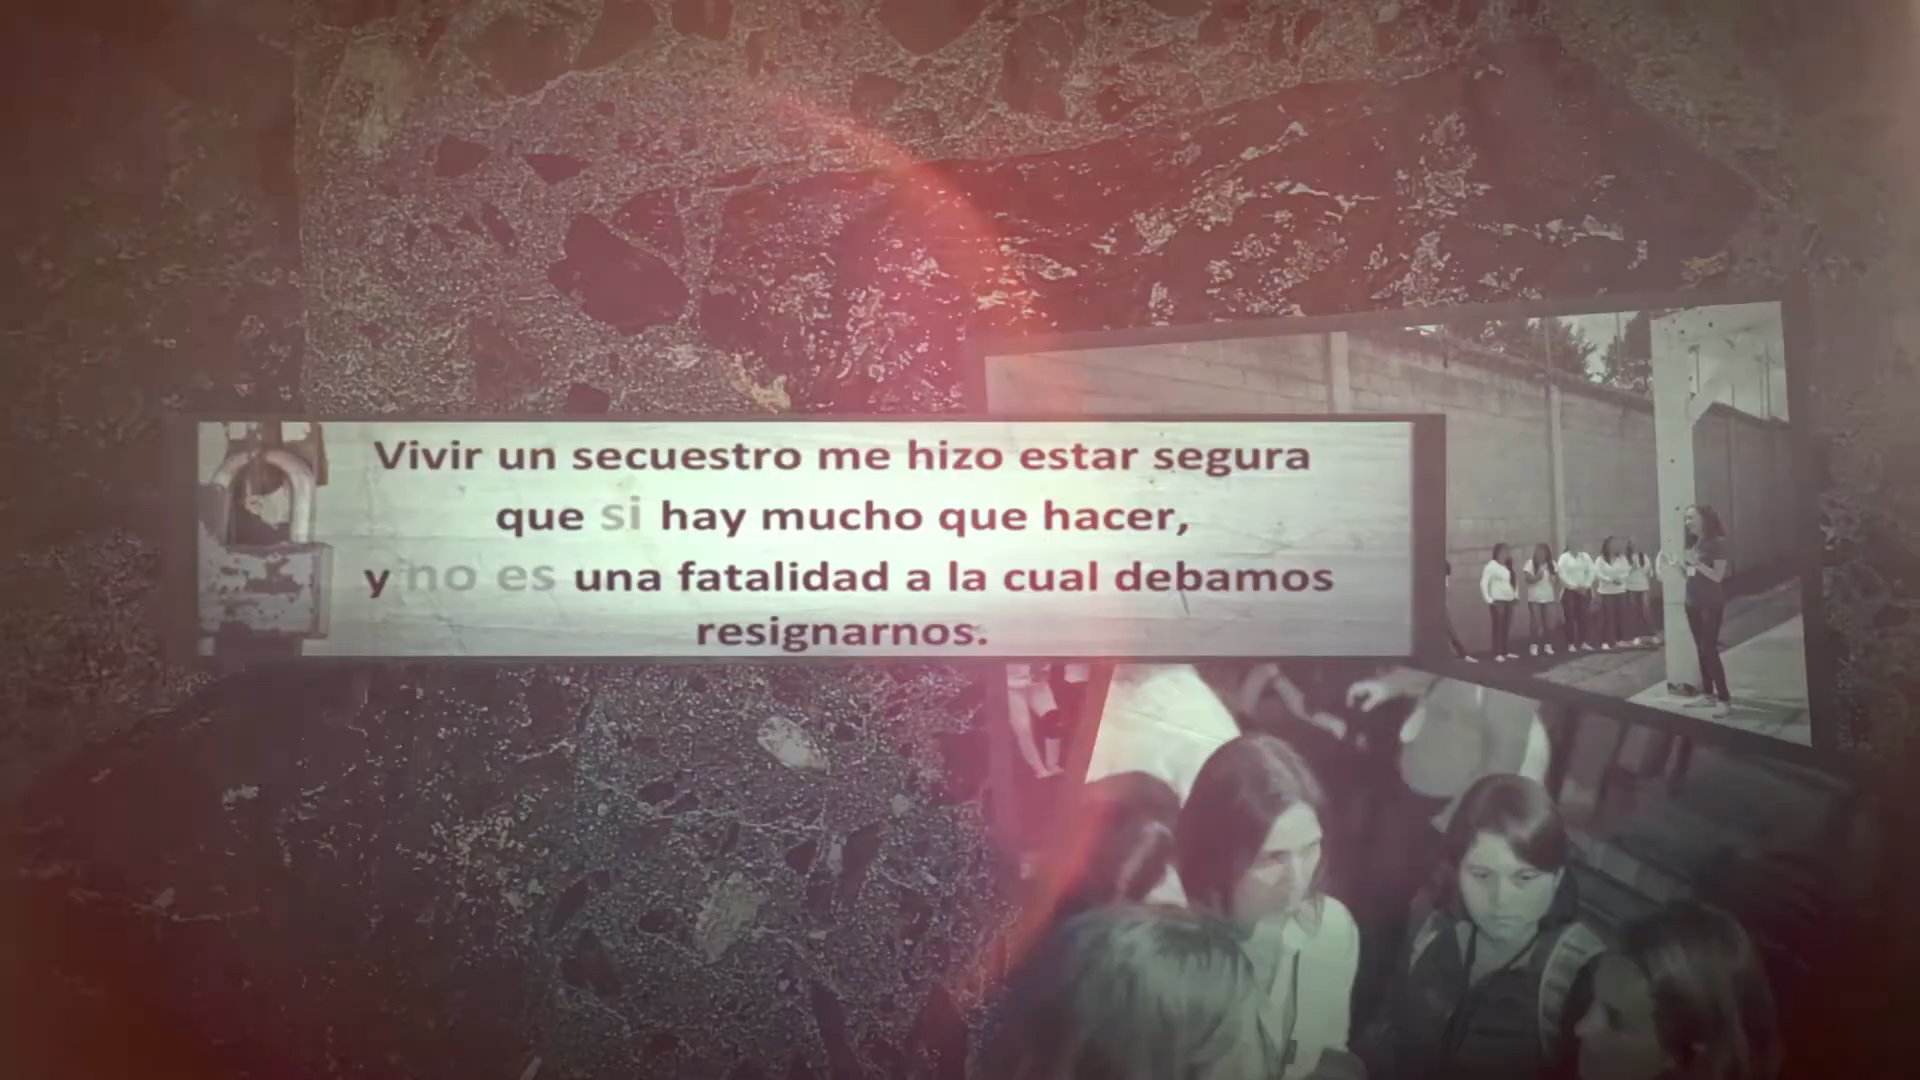 Vivir un secuestro me hizo estar segura
que si hay mucho que hacer,
y no es una fatalidad a la cual debamos
resignarnos.